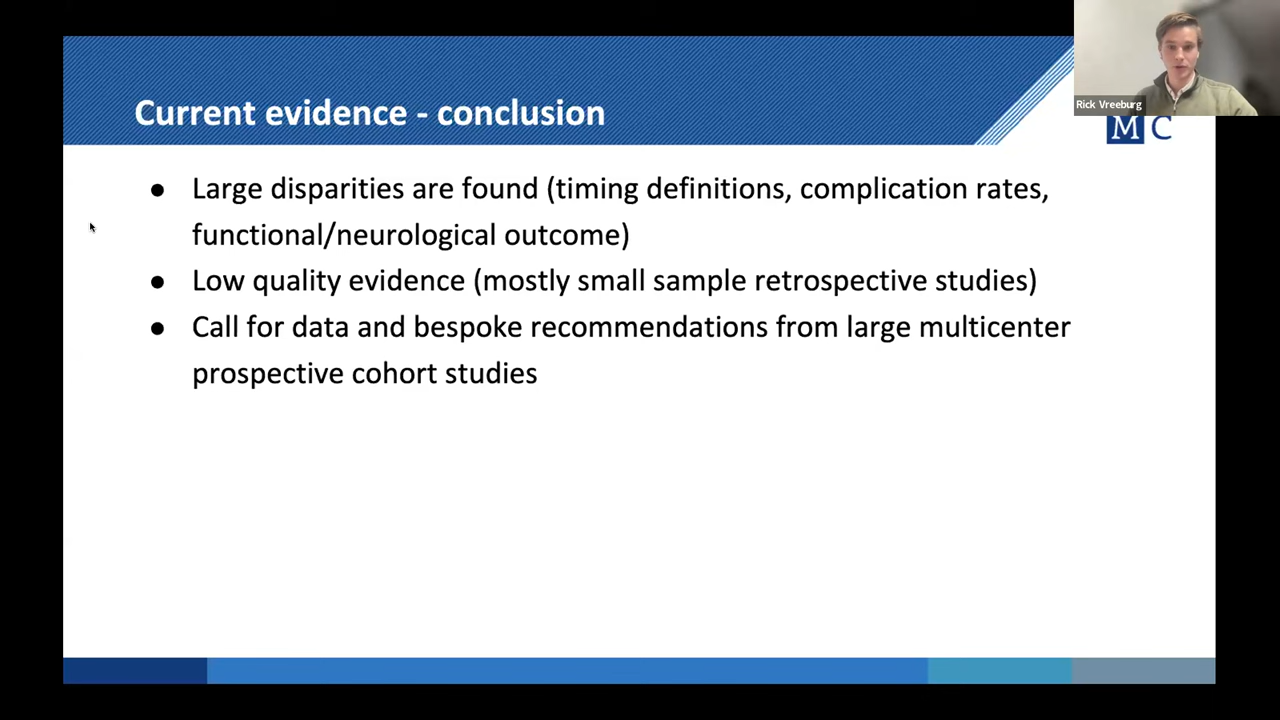 Current evidence - conclusion
Rick Vreeburg
M C
● Large disparities are found (timing definitions, complication rates,
functional/neurological outcome)
● Low quality evidence (mostly small sample retrospective studies)
● Call for data and bespoke recommendations from large multicenter
prospective cohort studies